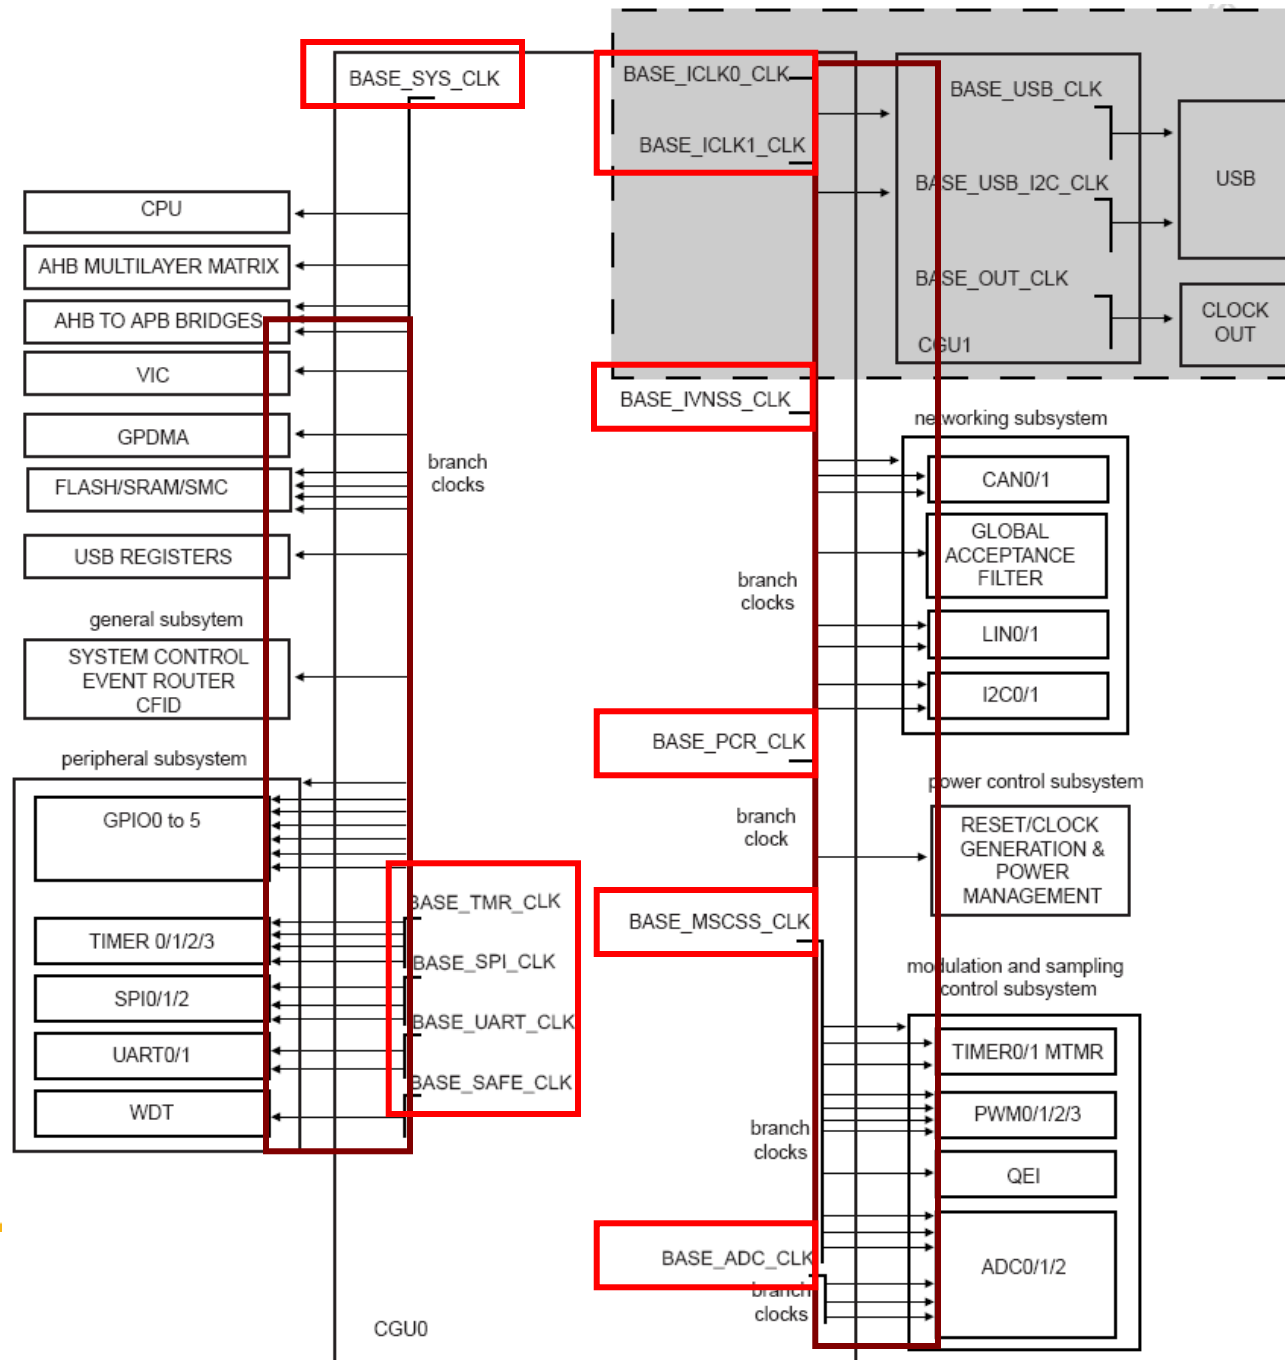 BASE_SYS_CLK
CPU
AHB MULTILAYER MATRIX
AHB TO APB BRIDGES
VIC
GPDMA
FLASH/SRAM/SMC
USB REGISTERS
branch
clocks
general subsytem
SYSTEM CONTROL
EVENT ROUTER
CFID
peripheral subsystem
GPIO0 to 5
TIMER 0/1/2/3
SPI0/1/2
UART0/1
WDT
BASE_TMR_CLK
BASE_SPI_CLK
BASE_UART_CLK
BASE_SAFE_CLK
CGU0
BASE_ICLK0_CLK
BASE_ICLK1_CLK
BASE_USB_CLK
BASE_USB_I2C_CLK
BASE_OUT_CLK
CGU1
USB
CLOCK
OUT
BASE_IVNSS_CLK
networking subsystem
CAN0/1
GLOBAL
ACCEPTANCE
FILTER
LIN0/1
I2C0/1
branch
clocks
BASE_PCR_CLK
branch
clock
power control subsystem
RESET/CLOCK
GENERATION &
POWER
MANAGEMENT
BASE_MSCSS_CLK
modulation and sampling
control subsystem
TIMER0/1 MTMR
PWM0/1/2/3
QEI
ADC0/1/2
branch
clocks
BASE_ADC_CLK
branch
clocks